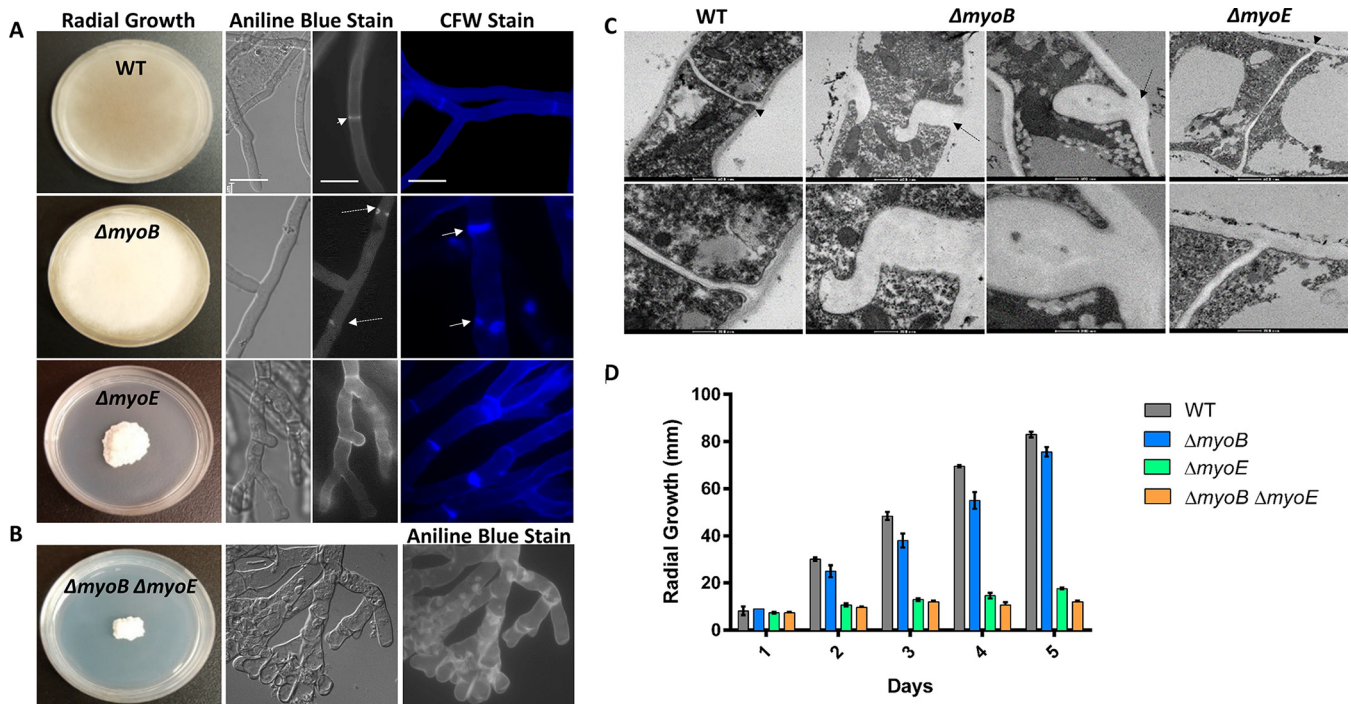 A
Radial Growth
Aniline Blue Stain
CFW Stain
WT
ΔmyoB
ΔmyoE
B
Aniline Blue Stain
ΔmyoB ΔmyoE
C
WT
ΔmyoB
ΔmyoE
D
100
80
60
40
20
0
Radial Growth (mm)
1
2
3
4
5
Days
WT
ΔmyoB
ΔmyoE
ΔmyoB ΔmyoE